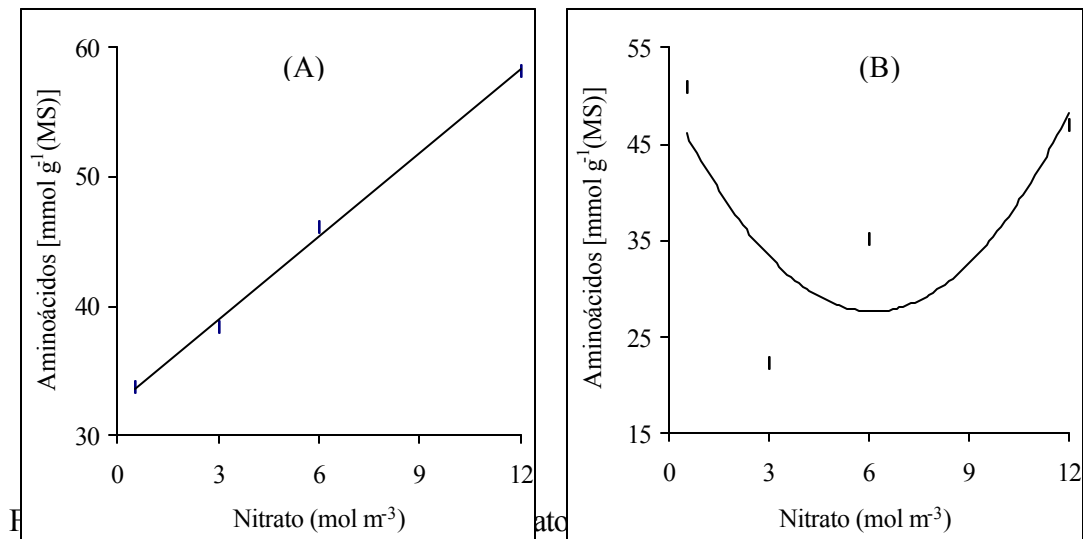 (A)
Aminoácidos [mmol g-1(MS)]
60
50
40
30
0 3 6 9 12
Nitrato (mol m-3)
(B)
Aminoácidos [mmol g-1(MS)]
55
45
35
25
15
0 3 6 9 12
Nitrato (mol m-3)